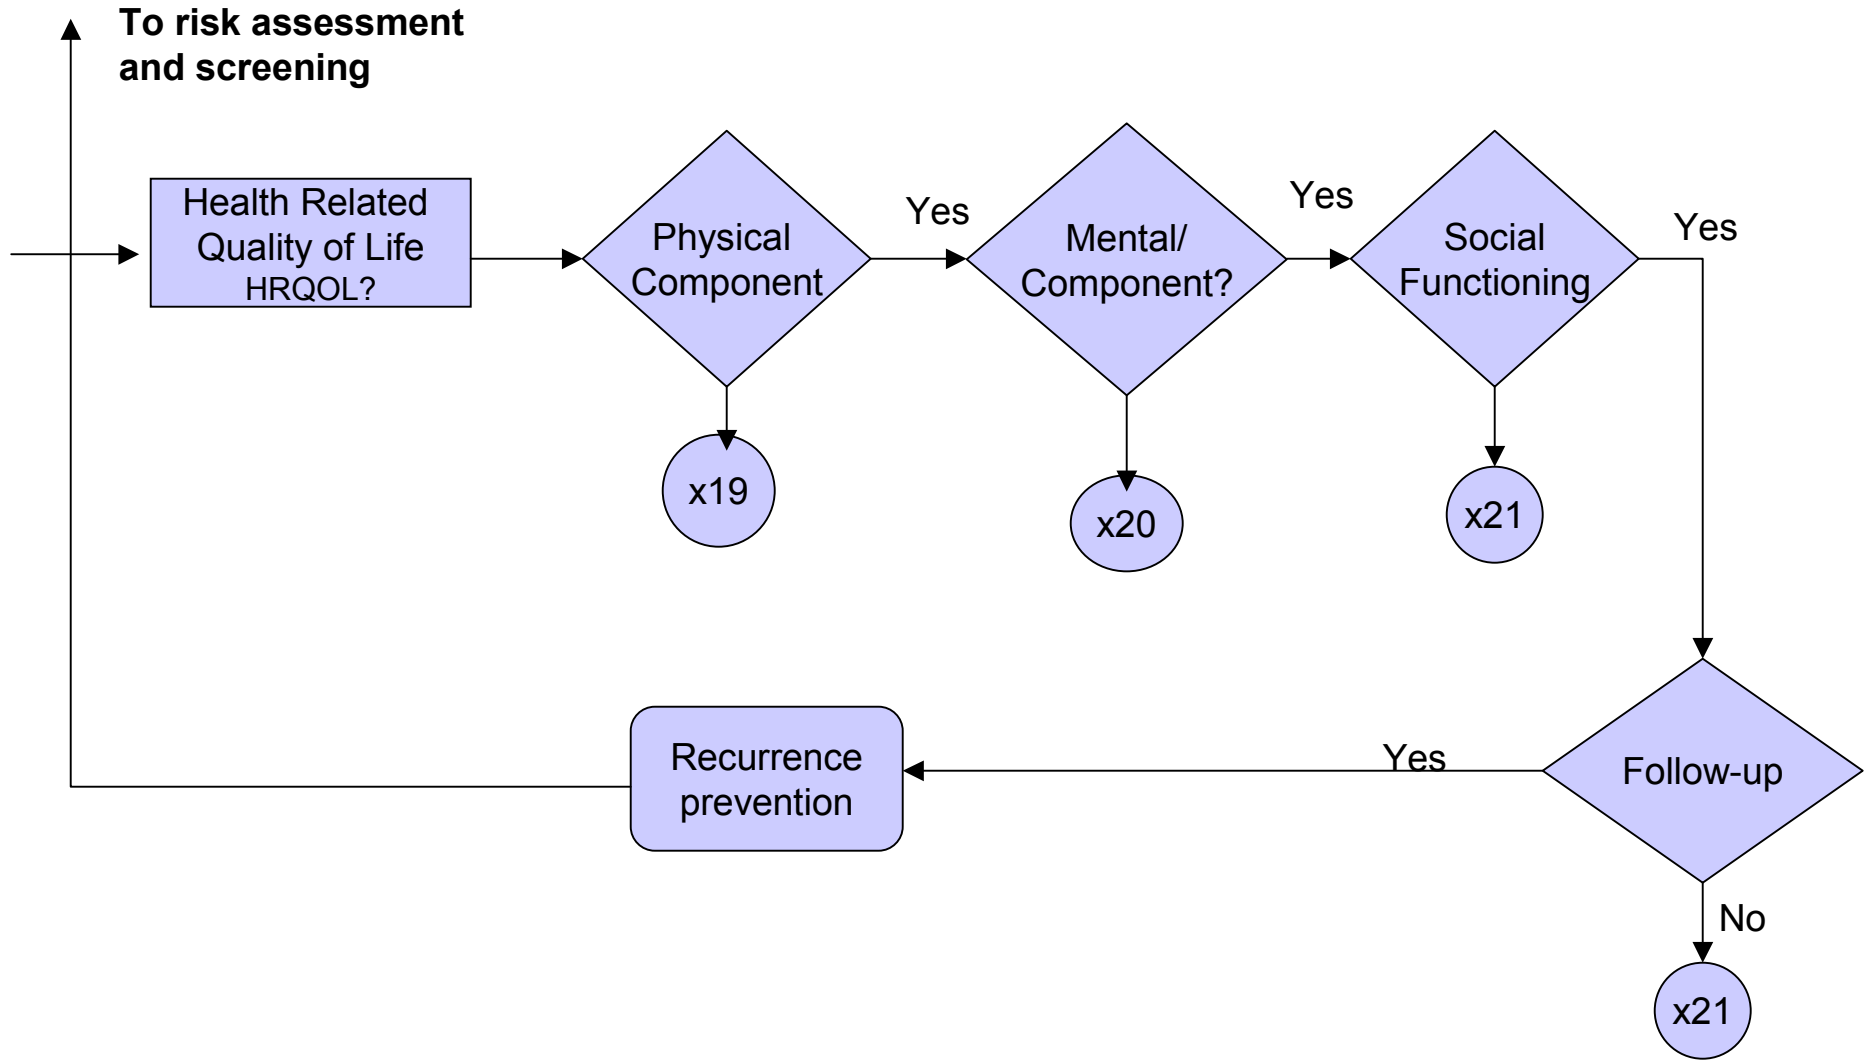 To risk assessment
and screening
Health Related
Quality of Life
HRQOL?
Physical
Component
Yes
Mental/
Component?
Yes
Social
Functioning
Yes
x19
x20
x21
Recurrence
prevention
Yes
Follow-up
No
x21